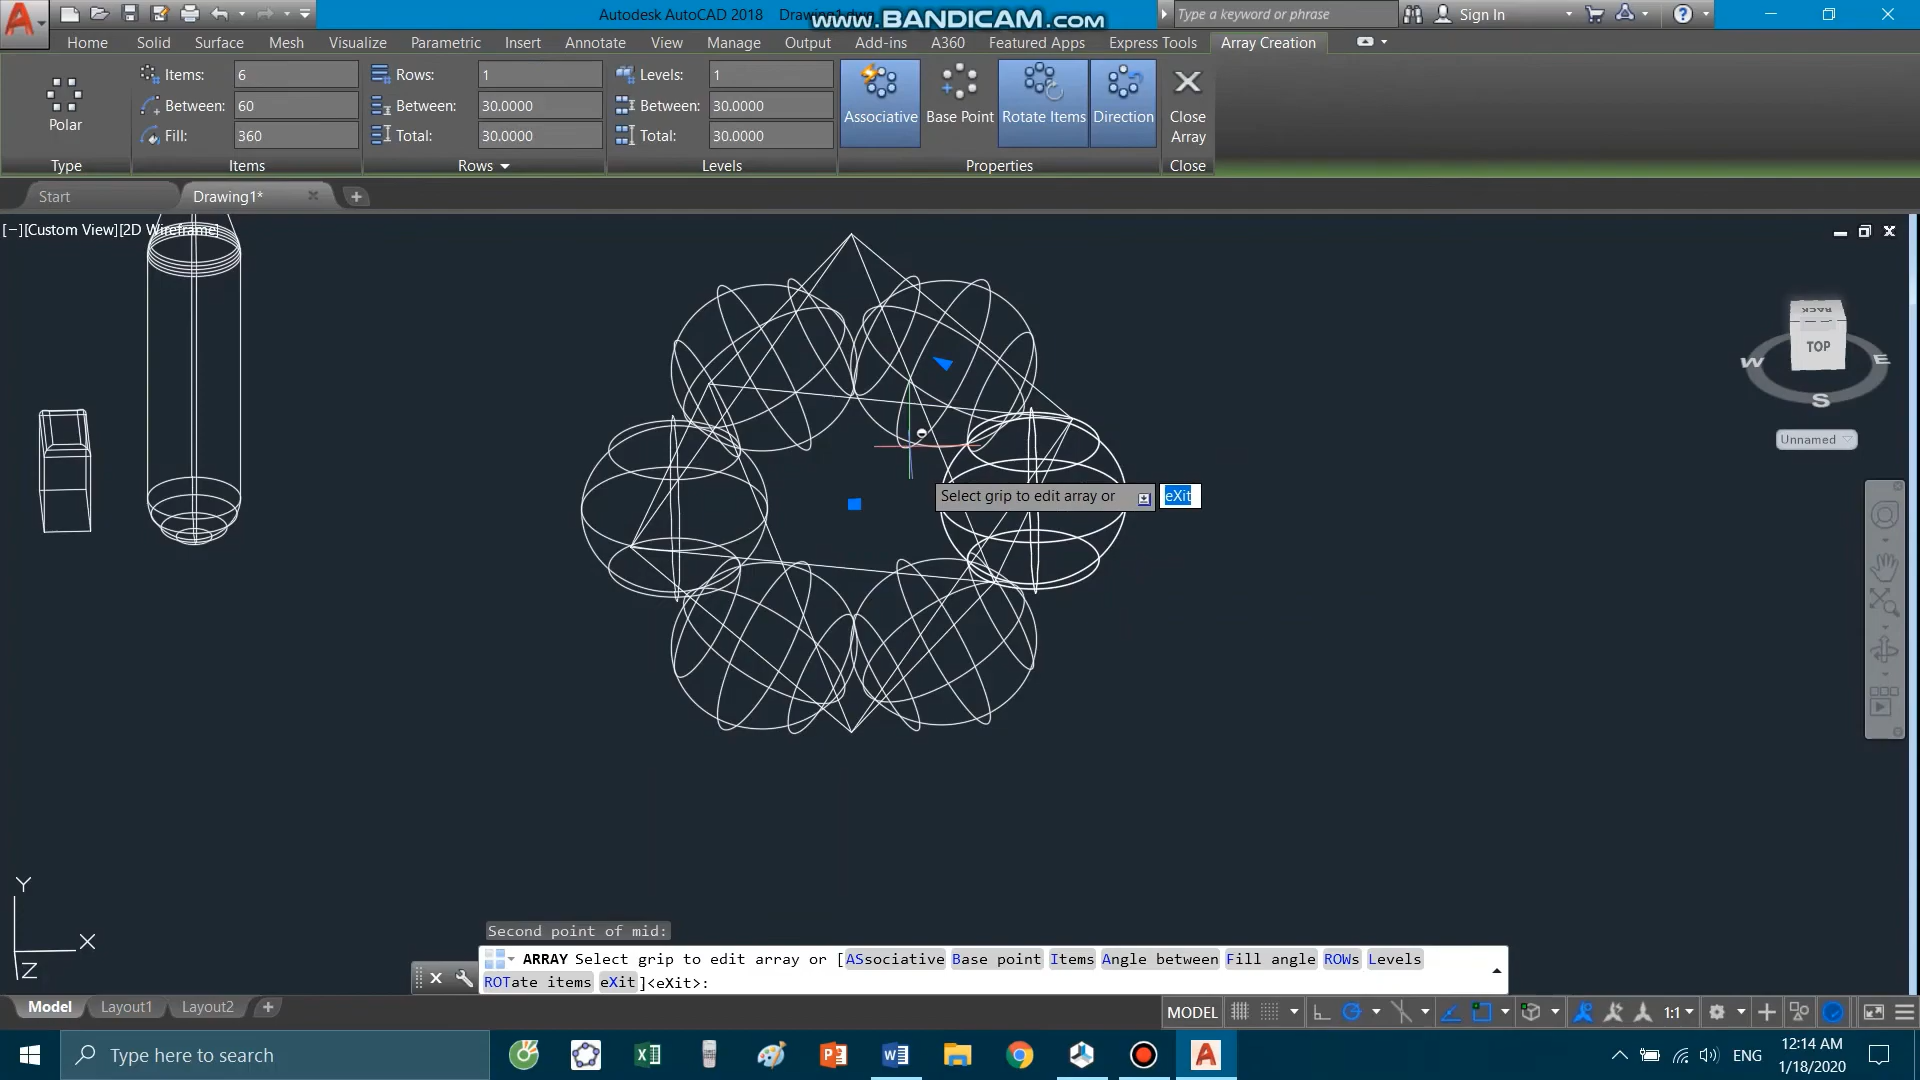 Autodesk AutoCAD 2018 Drawing1.dwg
www.BANDICAM.com
Type a keyword or phrase
Sign In
Home Solid Surface Mesh Visualize Parametric Insert Annotate View Manage Output Add-ins A360 Featured Apps Express Tools Array Creation
Polar
Items: 6
Between: 60
Fill: 360
Rows: 1
Between: 30.0000
Total: 30.0000
Levels: 1
Between: 30.0000
Total: 30.0000
Associative
Base Point
Rotate Items
Direction
Close
Array
Type Items Rows Levels Properties Close
Start Drawing1*
[−][Custom View][2D Wireframe]
BACK
TOP
W E
S
Unnamed
Select grip to edit array or eXit
Y
X
Z
Second point of mid:
ARRAY Select grip to edit array or [ASsociative Base point Items Angle between Fill angle ROWs Levels
ROTate items eXit]<eXit>:
Model Layout1 Layout2
MODEL 1:1
Type here to search
ENG
12:14 AM
1/18/2020